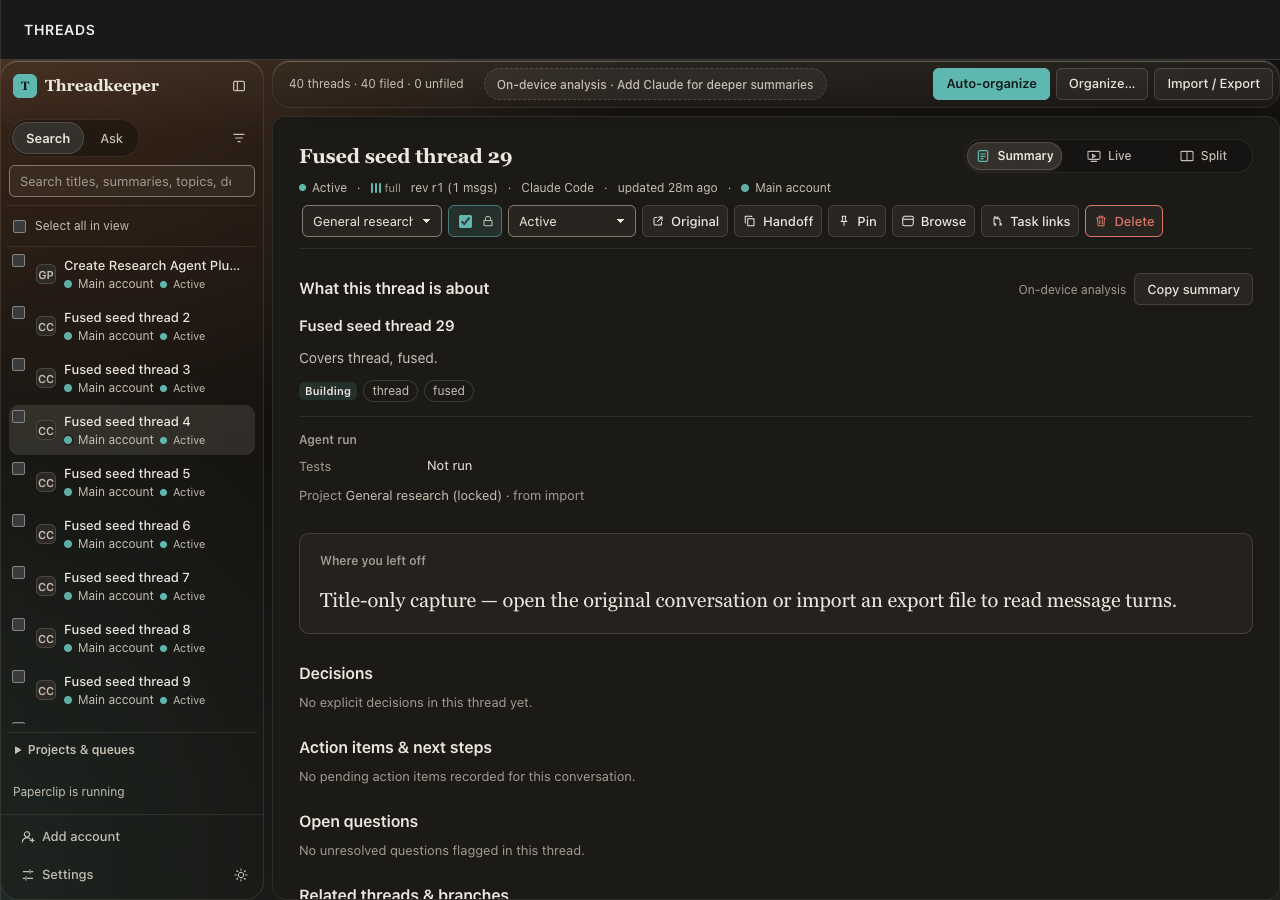 THREADS
T Threadkeeper
40 threads · 40 filed · 0 unfiled
On-device analysis · Add Claude for deeper summaries
Auto-organize
Organize...
Import / Export
Search
Ask
Search titles, summaries, topics, de
Select all in view
GP Create Research Agent Plu...
Main account Active
CC Fused seed thread 2
Main account Active
CC Fused seed thread 3
Main account Active
CC Fused seed thread 4
Main account Active
CC Fused seed thread 5
Main account Active
CC Fused seed thread 6
Main account Active
CC Fused seed thread 7
Main account Active
CC Fused seed thread 8
Main account Active
CC Fused seed thread 9
Main account Active
Projects & queues
Paperclip is running
Add account
Settings
Fused seed thread 29
Summary
Live
Split
Active · full rev r1 (1 msgs) · Claude Code · updated 28m ago · Main account
General research
Active
Original
Handoff
Pin
Browse
Task links
Delete
What this thread is about
On-device analysis
Copy summary
Fused seed thread 29
Covers thread, fused.
Building thread fused
Agent run
Tests Not run
Project General research (locked) · from import
Where you left off
Title-only capture — open the original conversation or import an export file to read message turns.
Decisions
No explicit decisions in this thread yet.
Action items & next steps
No pending action items recorded for this conversation.
Open questions
No unresolved questions flagged in this thread.
Related threads & branches